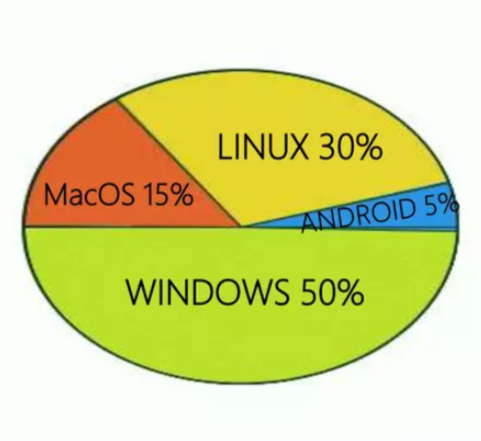 LINUX 30%
MacOS 15%
ANDROID 5%
WINDOWS 50%